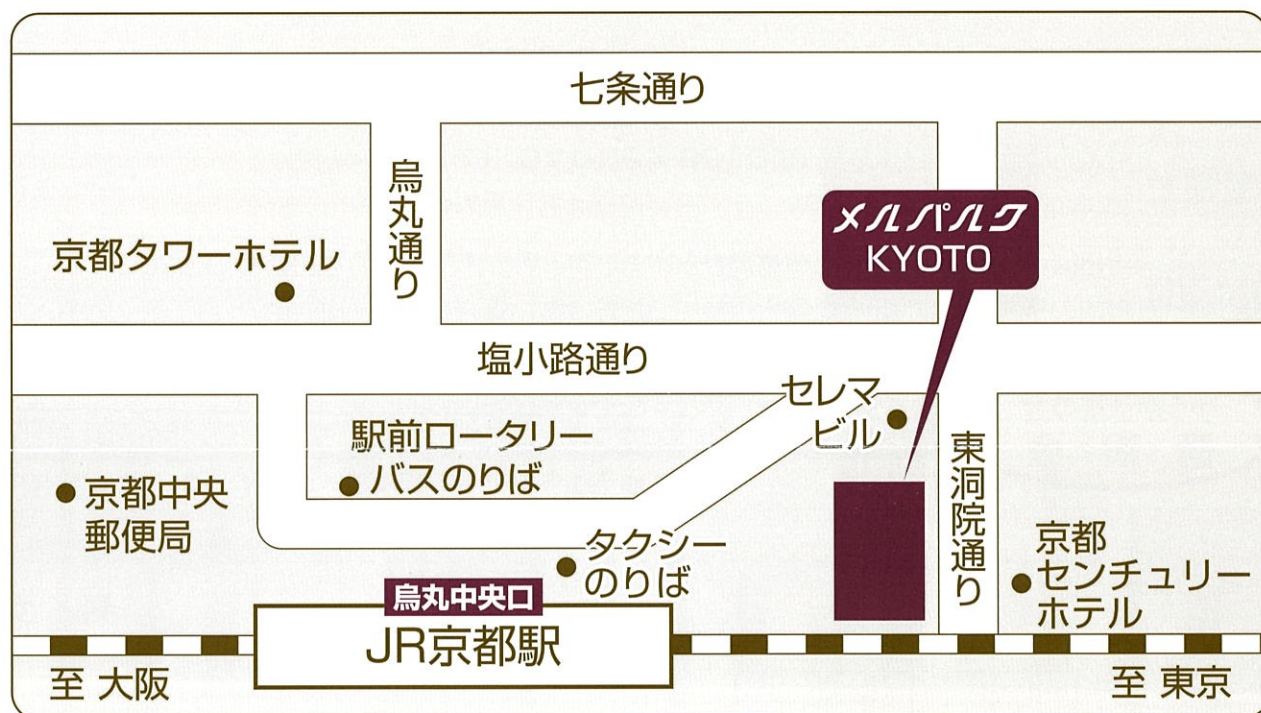 七条通り
烏丸通り
メルパルク
KYOTO
京都タワーホテル
塩小路通り
セレマ
ビル
駅前ロータリー
バスのりば
東洞院通り
京都中央
郵便局
タクシー
のりば
京都
センチュリー
ホテル
烏丸中央口
JR京都駅
至 大阪
至 東京